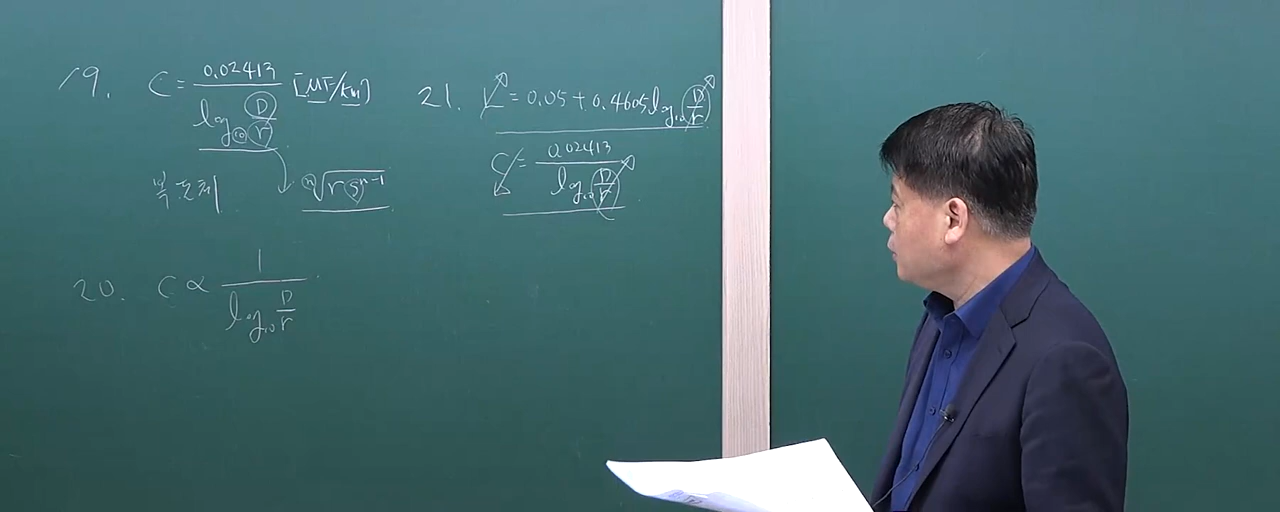 19. C = 0.02413 / log₁₀ D/r [μF/km]
복도체 ⁿ√r sⁿ⁻¹
20. C ∝ 1 / log₁₀ D/r
21. L = 0.05 + 0.4605 log₁₀ D/r
C = 0.02413 / log₁₀ D/r